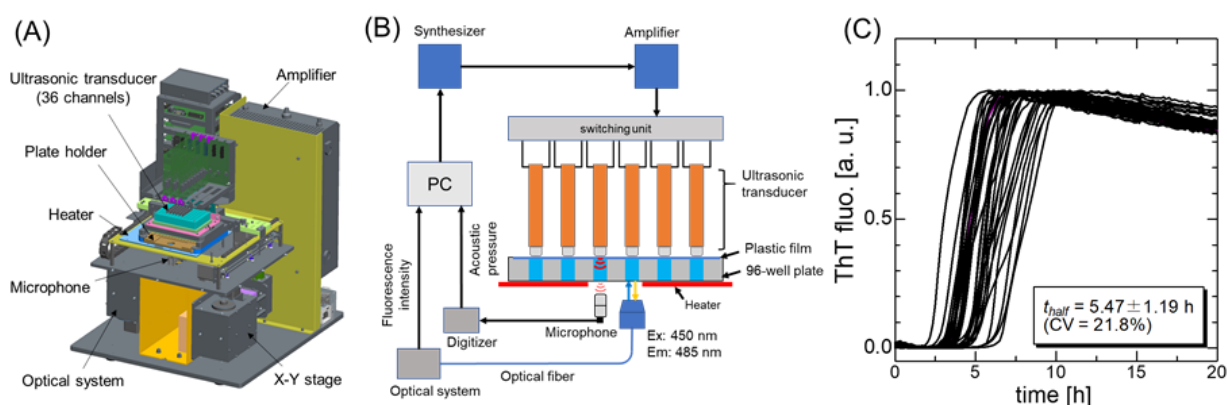 (A)
Ultrasonic transducer
(36 channels)
Amplifier
Plate holder
Heater
Microphone
Optical system
X-Y stage
(B)
Synthesizer
Amplifier
switching unit
PC
Ultrasonic
transducer
Fluorescence
intensity
Acoustic
pressure
Plastic film
96-well plate
Heater
Microphone
Digitizer
Ex: 450 nm
Em: 485 nm
Optical fiber
Optical system
(C)
ThT fluo. [a. u.]
1.0
0.5
0.0
t_half = 5.47±1.19 h
(CV = 21.8%)
0 5 10 15 20
time [h]